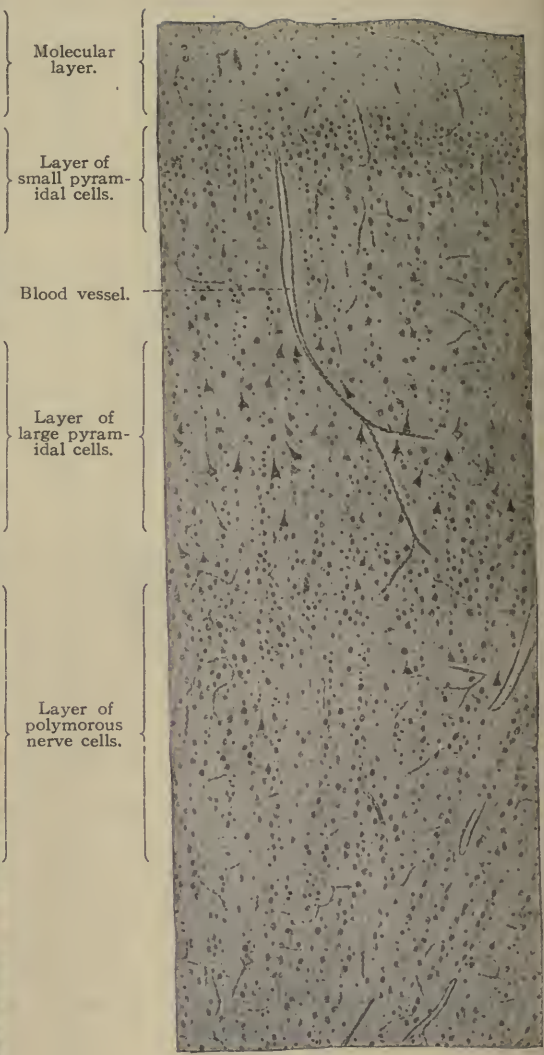 Molecular
layer.
Layer of
small pyram-
idal cells.
Blood vessel.
Layer of
large pyram-
idal cells.
Layer of
polymorous
nerve cells.